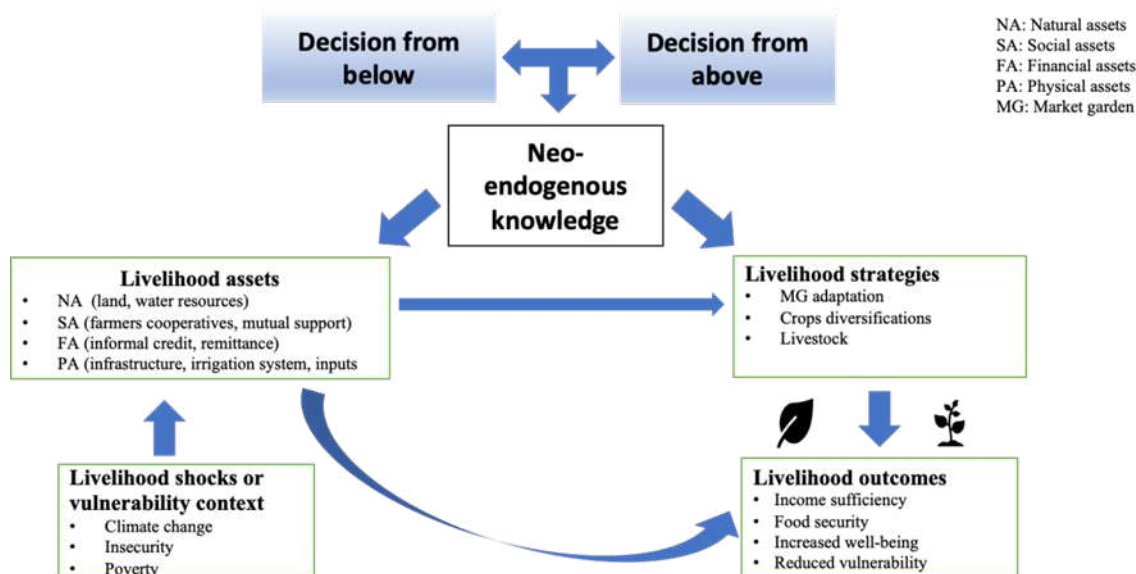 Decision from
below
Decision from
above
NA: Natural assets
SA: Social assets
FA: Financial assets
PA: Physical assets
MG: Market garden
Neo-
endogenous
knowledge
Livelihood assets
• NA (land, water resources)
• SA (farmers cooperatives, mutual support)
• FA (informal credit, remittance)
• PA (infrastructure, irrigation system, inputs
Livelihood strategies
• MG adaptation
• Crops diversifications
• Livestock
Livelihood shocks or
vulnerability context
• Climate change
• Insecurity
• Poverty
Livelihood outcomes
• Income sufficiency
• Food security
• Increased well-being
• Reduced vulnerability